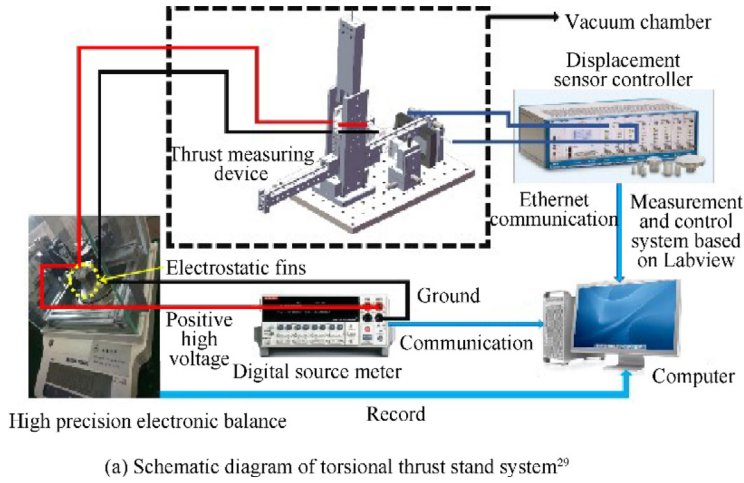 Vacuum chamber
Displacement
sensor controller
Thrust measuring
device
Ethernet
communication
Measurement
and control
system based
on Labview
Electrostatic fins
Ground
Positive
high
voltage
Communication
Digital source meter
Computer
High precision electronic balance
Record
(a) Schematic diagram of torsional thrust stand system29